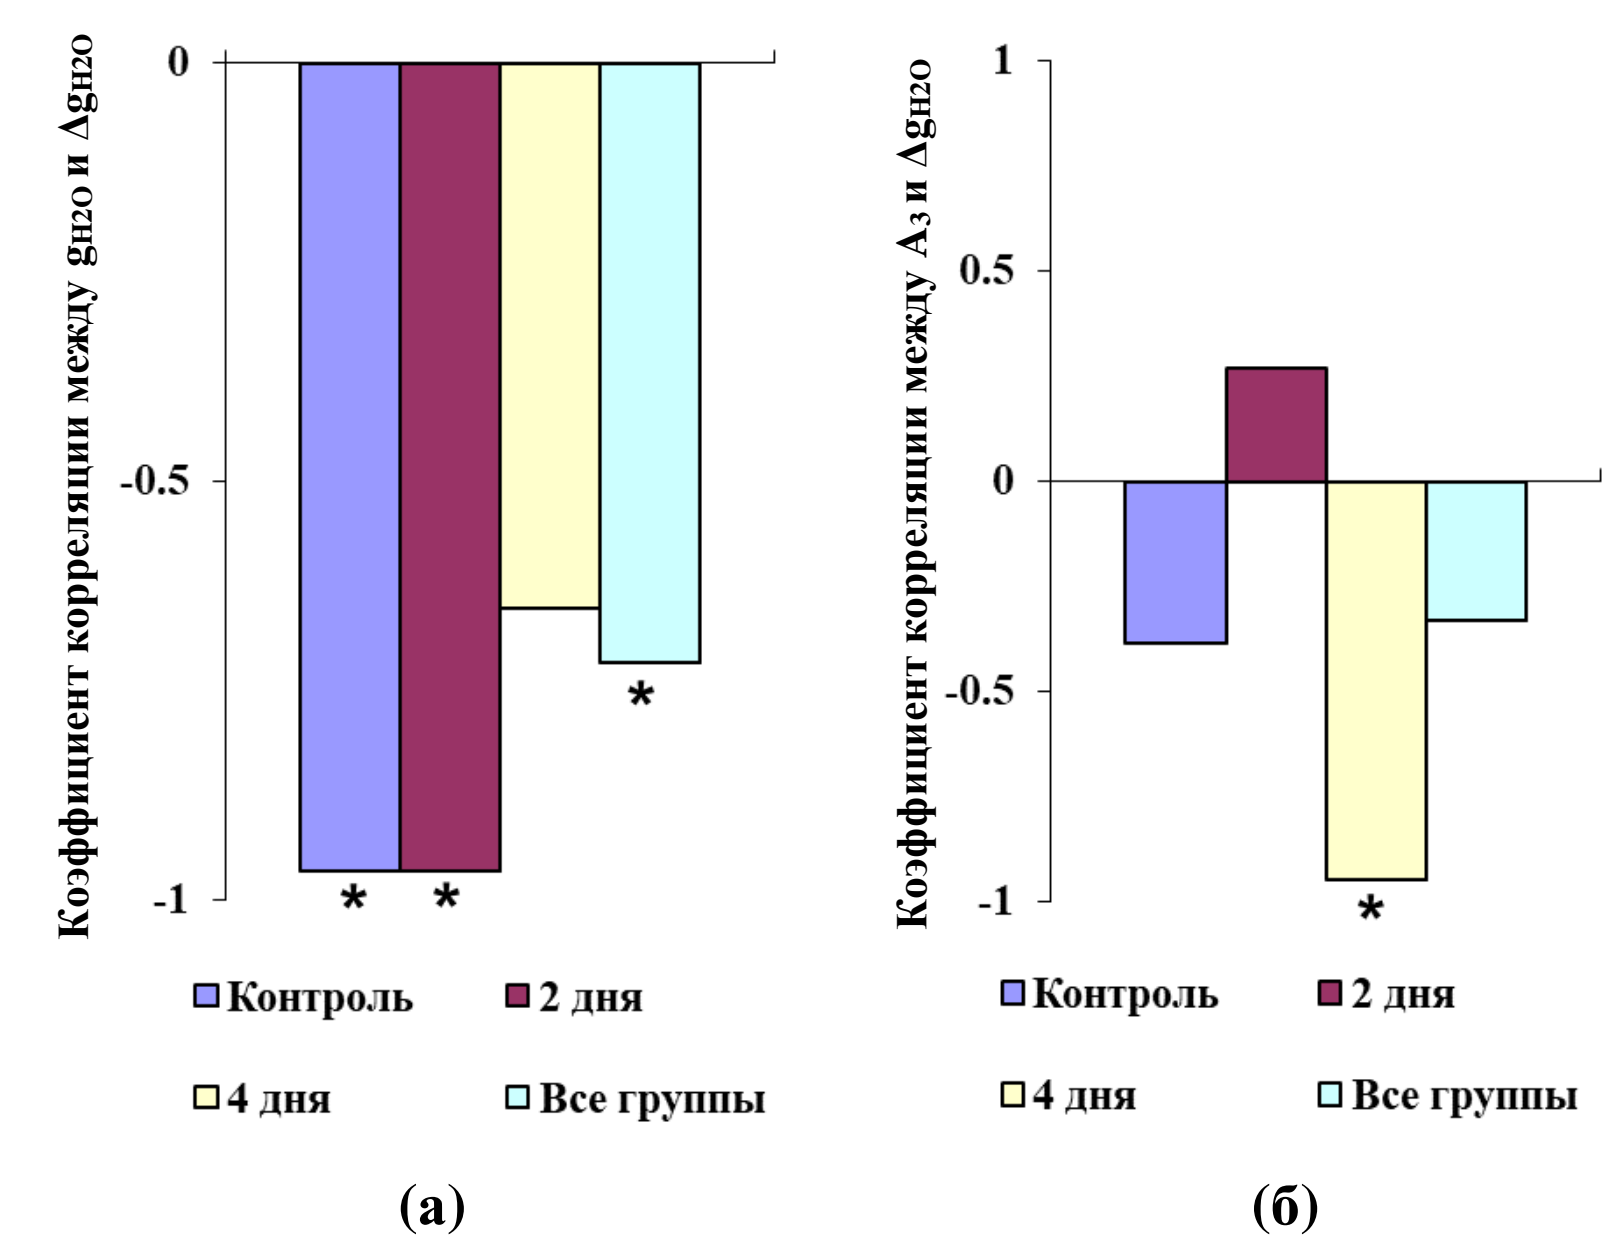 Коэффициент корреляции между gH2O и ΔgH2O
0
-0.5
-1
*
*
*
Контроль
2 дня
4 дня
Все группы
(а)
Коэффициент корреляции между A3 и ΔgH2O
1
0.5
0
-0.5
-1
*
Контроль
2 дня
4 дня
Все группы
(б)